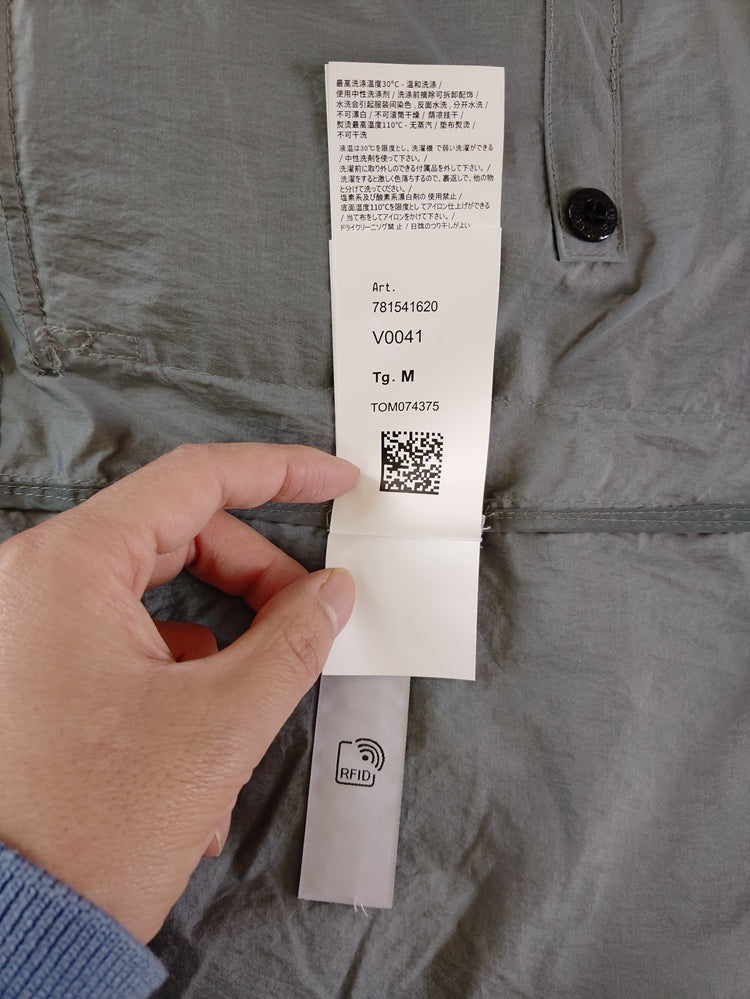 最高洗涤温度30°C - 温和洗涤 /
使用中性洗涤剂 / 洗涤前摘除可拆卸配饰 /
水洗会引起服装间染色 , 反面水洗 , 分开水洗 /
不可漂白 / 不可滚筒干燥 / 荫凉挂干 /
熨烫最高温度110°C - 无蒸汽 / 垫布熨烫 /
不可干洗
液温は30℃を限度とし、洗濯機 で弱い洗濯ができる
/ 中性洗剤を使って下さい。 /
洗濯前に取り外しのできる付属品を外して下さい。 /
洗濯をすると激しく色落ちするので、裏返しで、他の物
と分けて洗ってください。 /
塩素系及び酸素系漂白剤の 使用禁止 /
底面温度110℃を限度とし てアイロン仕上げができる
/ 当て布をしてアイロンをかけて下さい。 /
ドライクリーニング禁止 / 日陰のつり干しがよい
Art.
781541620
V0041
Tg. M
TOM074375
RFID